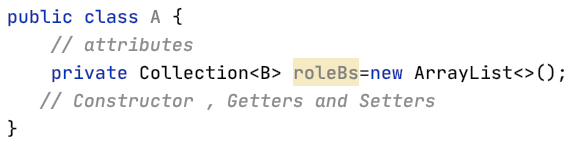 public class A {
    // attributes
    private Collection<B> roleBs=new ArrayList<>();
   // Constructor , Getters and Setters
}